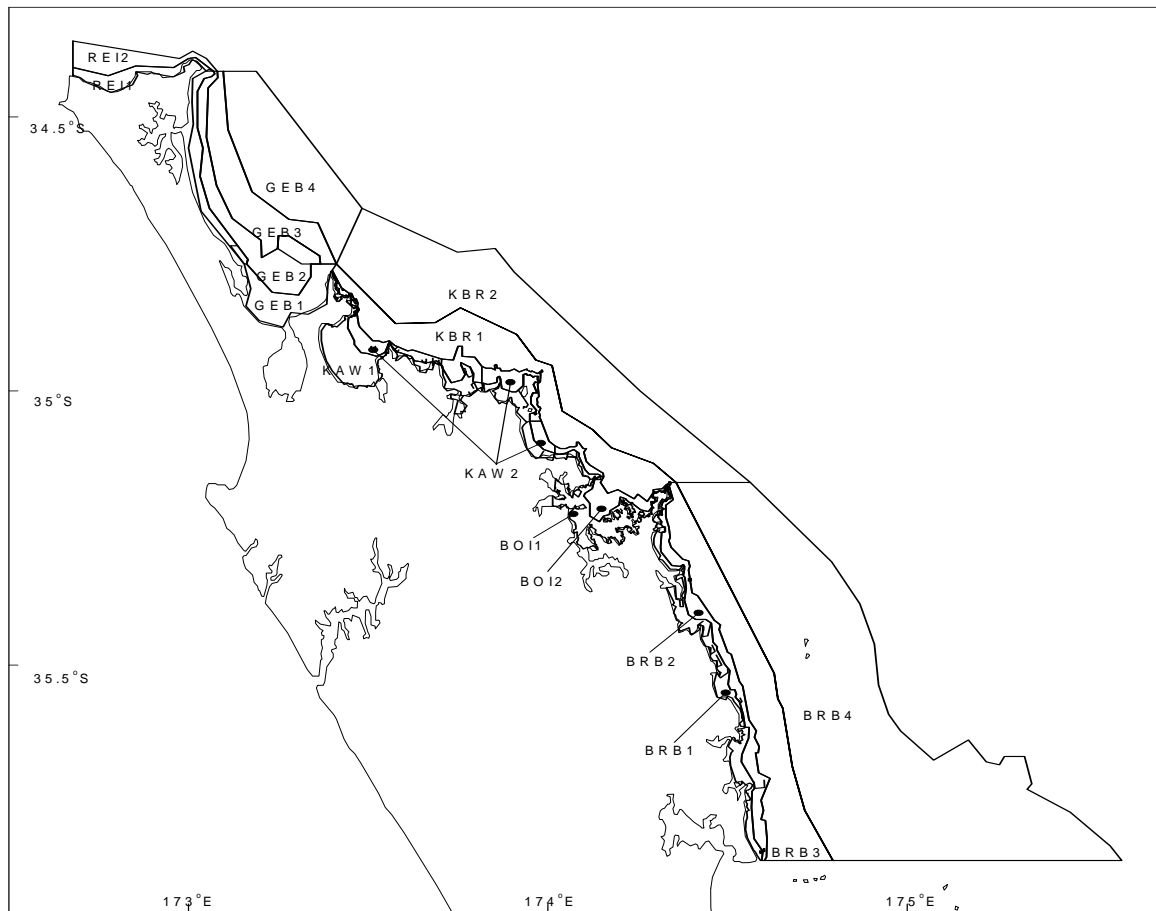 REI2
REI1
34.5°S
GEB4
GEB3
GEB2
KBR2
GEB1
KBR1
KAW1
35°S
KAW2
BOI1
BOI2
BRB2
35.5°S
BRB4
BRB1
BRB3
173°E
174°E
175°E